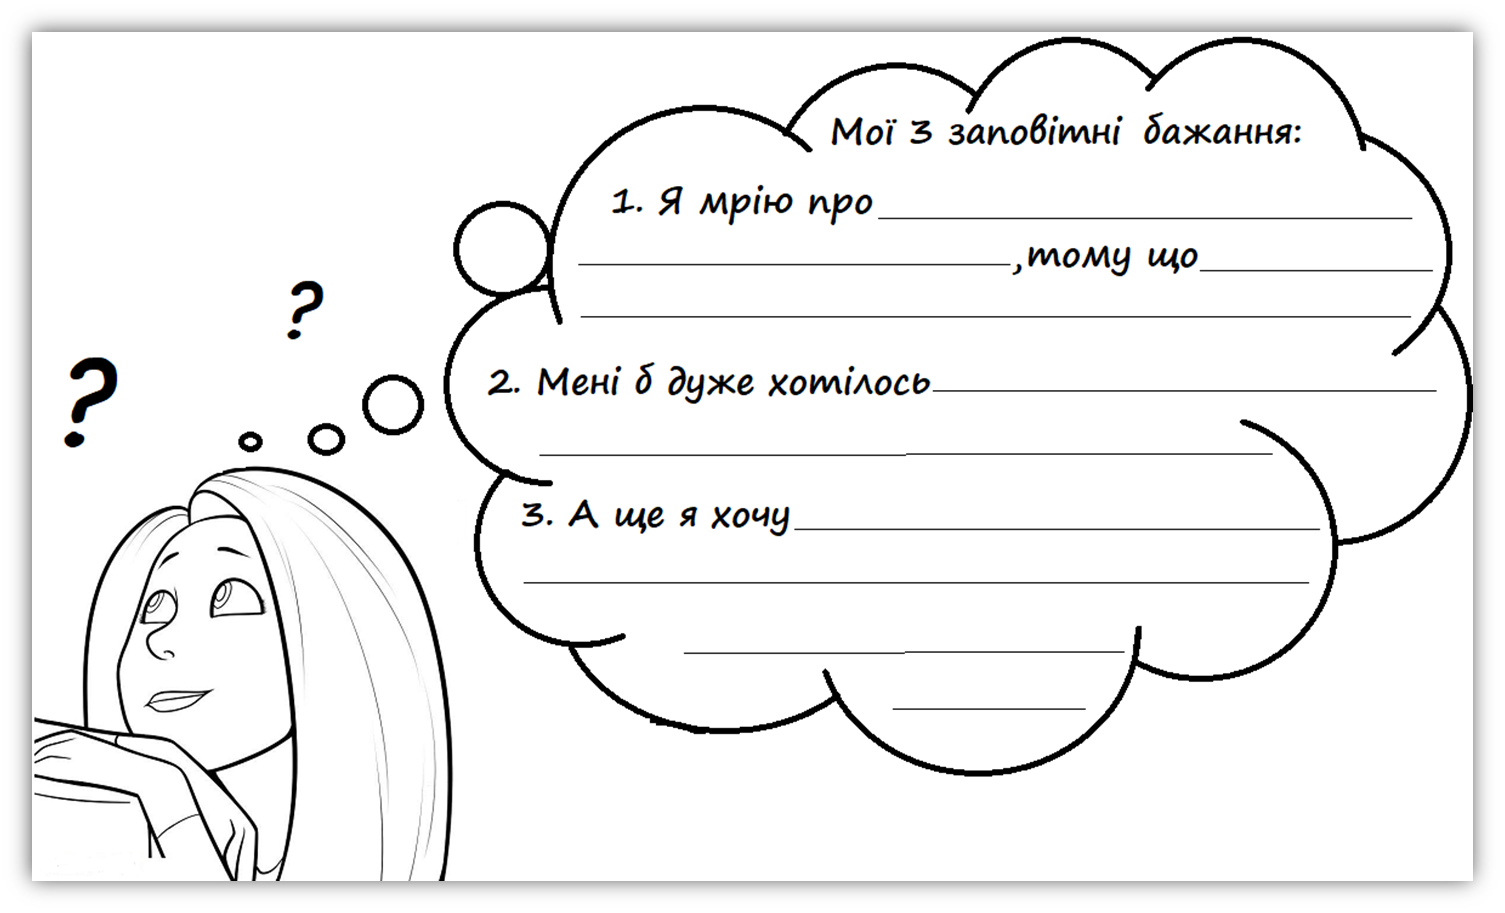 Мої 3 заповітні бажання:
1. Я мрію про
,тому що
2. Мені б дуже хотілось
3. А ще я хочу
?
?